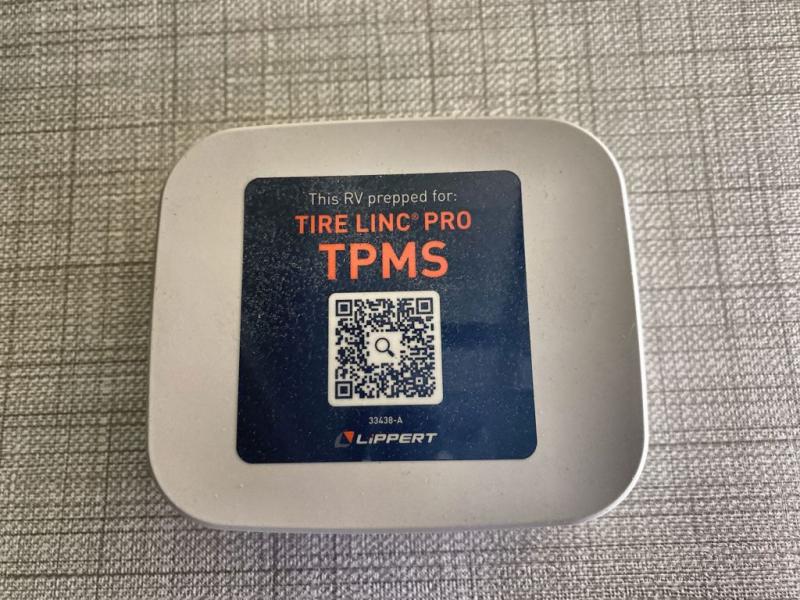 This RV prepped for:
TIRE LINC® PRO
TPMS
33438-A
LIPPERT